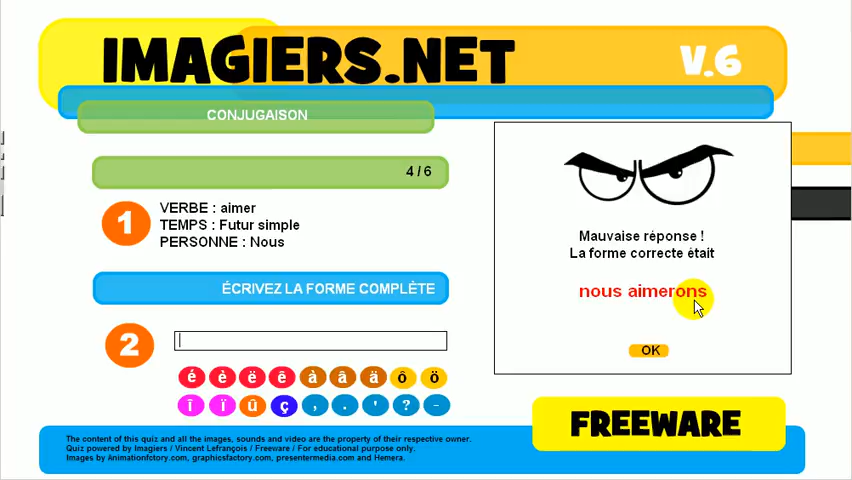 IMAGIERS.NET
V.6
CONJUGAISON
4 / 6
1
VERBE : aimer
TEMPS : Futur simple
PERSONNE : Nous
ÉCRIVEZ LA FORME COMPLÈTE
2
é è ë ê à â ä ô ö
î ï û ç , . ' ? -
Mauvaise réponse !
La forme correcte était
nous aimerons
OK
FREEWARE
The content of this quiz and all the images, sounds and video are the property of their respective owner.
Quiz powered by Imagiers / Vincent Lefrançois / Freeware / For educational purpose only.
Images by Animationfctory.com, graphicsfactory.com, presentermedia.com and Hemera.